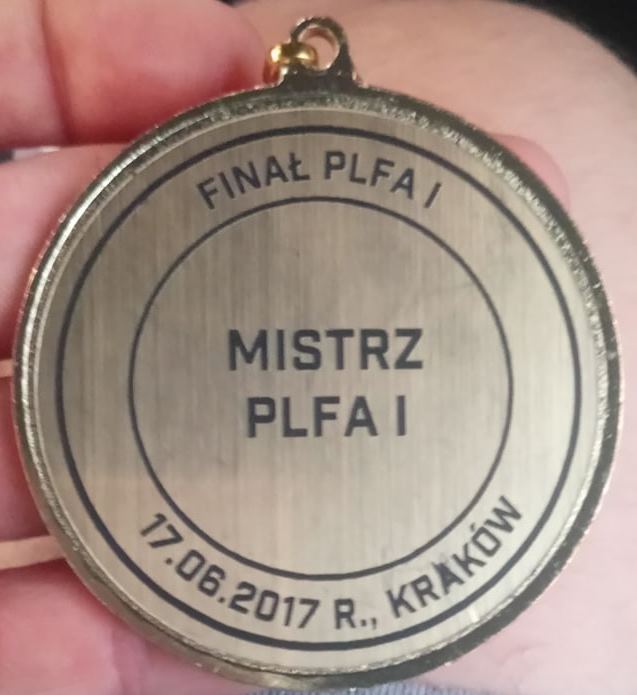 FINAŁ PLFA I
MISTRZ
PLFA I
17.06.2017 R., KRAKÓW